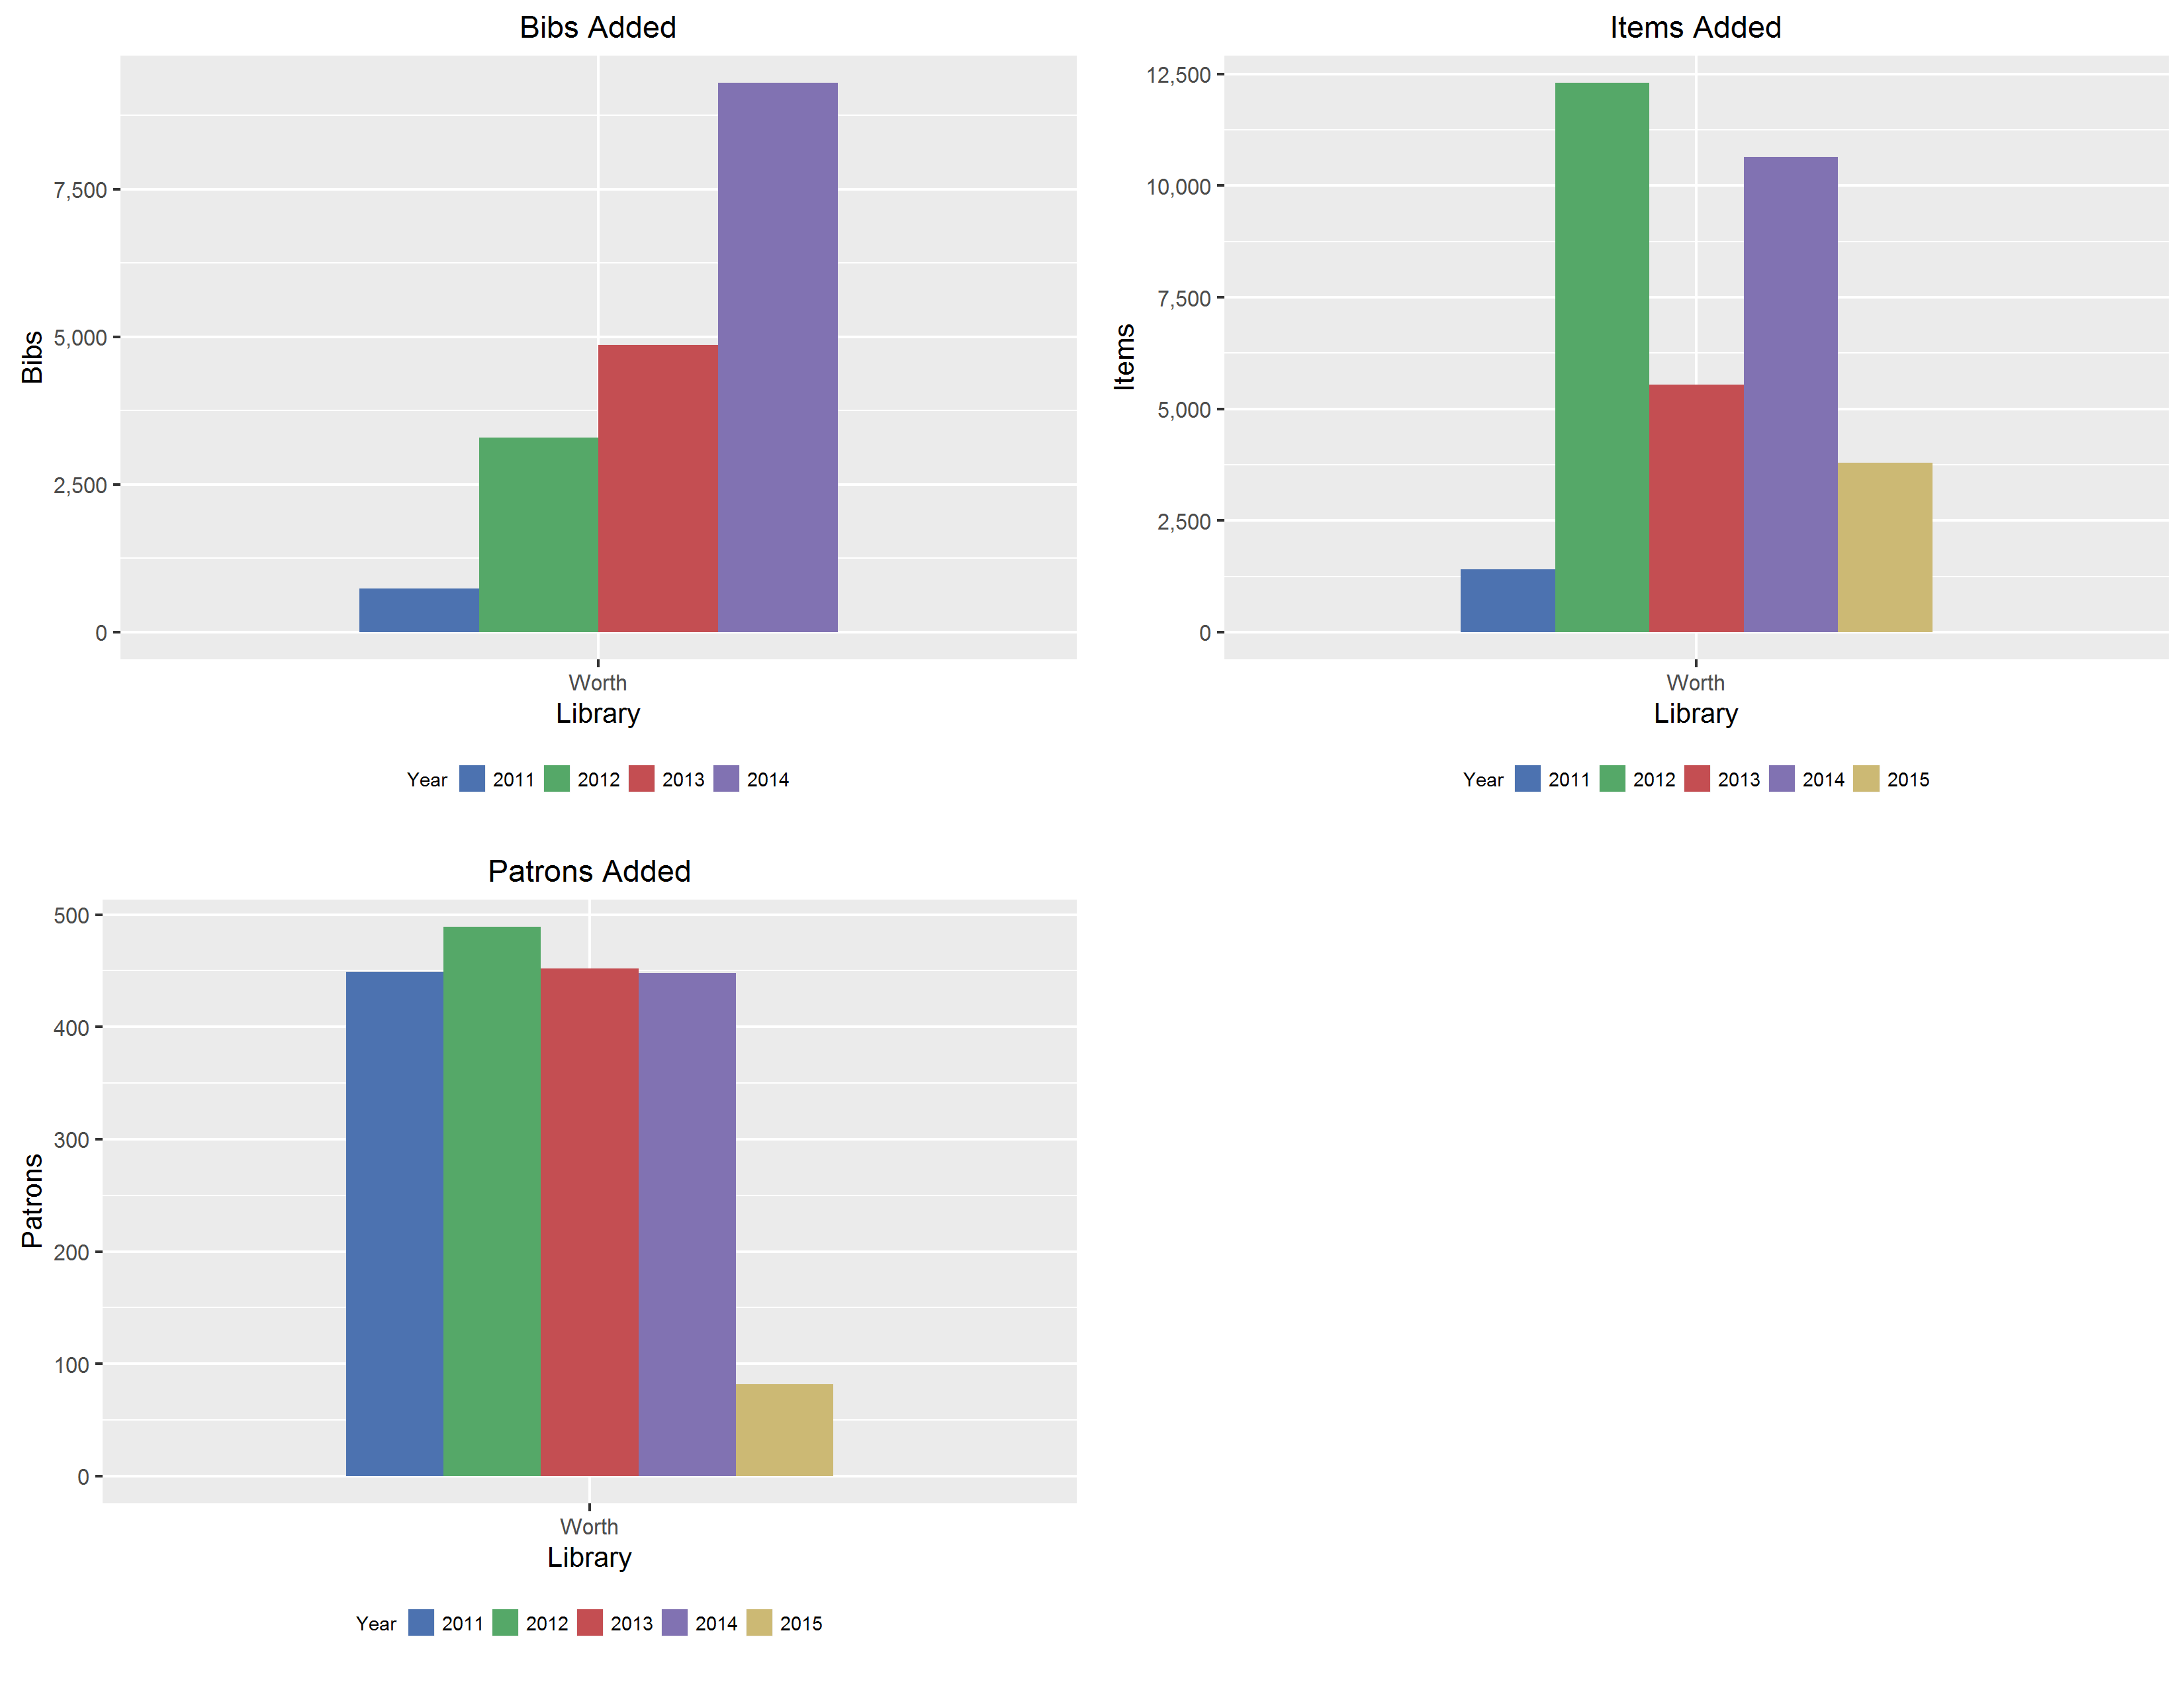 Bibs Added
7,500
5,000
2,500
0
Bibs
Worth
Library
Year 2011 2012 2013 2014
Items Added
12,500
10,000
7,500
5,000
2,500
0
Items
Worth
Library
Year 2011 2012 2013 2014 2015
Patrons Added
500
400
300
200
100
0
Patrons
Worth
Library
Year 2011 2012 2013 2014 2015